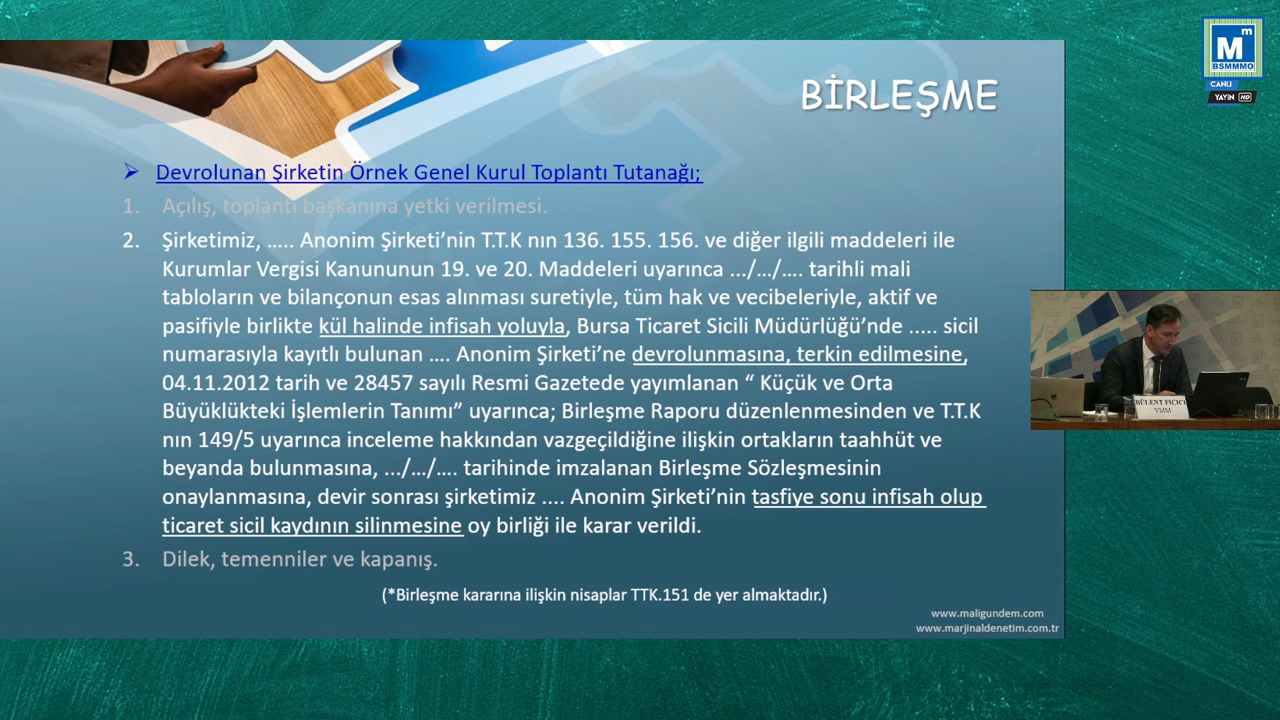 BİRLEŞME
Devrolunan Şirketin Örnek Genel Kurul Toplantı Tutanağı;
1. Açılış, toplantı başkanına yetki verilmesi.
2. Şirketimiz, ….. Anonim Şirketi’nin T.T.K nın 136. 155. 156. ve diğer ilgili maddeleri ile
Kurumlar Vergisi Kanununun 19. ve 20. Maddeleri uyarınca .../…/…. tarihli mali
tabloların ve bilançonun esas alınması suretiyle, tüm hak ve vecibeleriyle, aktif ve
pasifiyle birlikte kül halinde infisah yoluyla, Bursa Ticaret Sicili Müdürlüğü’nde ..... sicil
numarasıyla kayıtlı bulunan …. Anonim Şirketi’ne devrolunmasına, terkin edilmesine,
04.11.2012 tarih ve 28457 sayılı Resmi Gazetede yayımlanan “ Küçük ve Orta
Büyüklükteki İşlemlerin Tanımı” uyarınca; Birleşme Raporu düzenlenmesinden ve T.T.K
nın 149/5 uyarınca inceleme hakkından vazgeçildiğine ilişkin ortakların taahhüt ve
beyanda bulunmasına, .../…/…. tarihinde imzalanan Birleşme Sözleşmesinin
onaylanmasına, devir sonrası şirketimiz .... Anonim Şirketi’nin tasfiye sonu infisah olup
ticaret sicil kaydının silinmesine oy birliği ile karar verildi.
3. Dilek, temenniler ve kapanış.
(*Birleşme kararına ilişkin nisaplar TTK.151 de yer almaktadır.)
www.maligundem.com
www.marjinaldenetim.com.tr
M m
BSMMMO
CANLI
YAYIN HD
BÜLENT FICICI
YMM